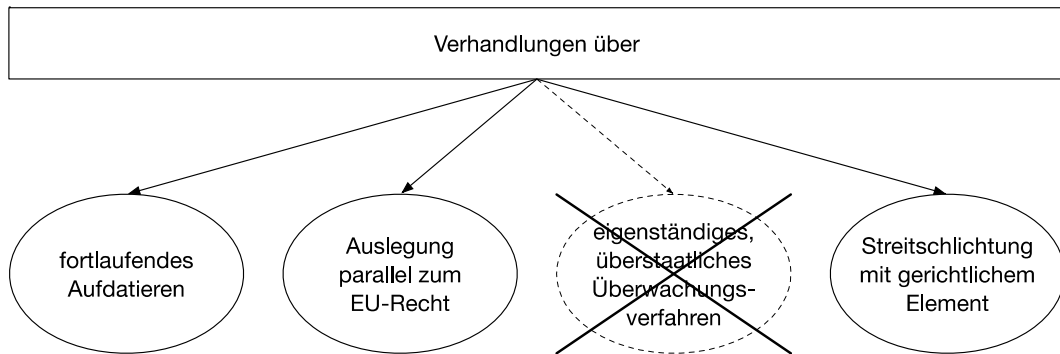 Verhandlungen über
fortlaufendes
Aufdatieren
Auslegung
parallel zum
EU-Recht
eigenständiges,
überstaatliches
Überwachungs-
verfahren
Streitschlichtung
mit gerichtlichem
Element